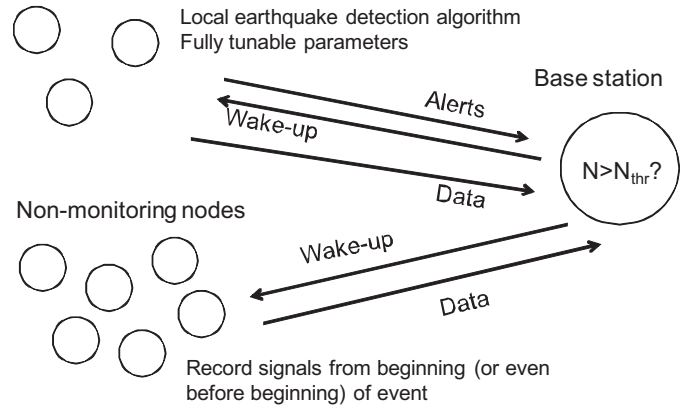 Local earthquake detection algorithm
Fully tunable parameters
Base station
Alerts
Wake-up
N>Nthr?
Data
Non-monitoring nodes
Wake-up
Data
Record signals from beginning (or even
before beginning) of event